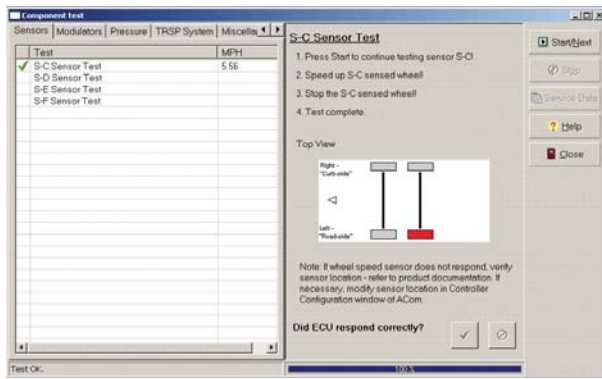 Component test
Sensors Modulators Pressure TRSP System Miscella
Test MPH
S-C Sensor Test 5.56
S-D Sensor Test
S-E Sensor Test
S-F Sensor Test
S-C Sensor Test
1. Press Start to continue testing sensor S-C!
2. Speed up S-C sensed wheel!
3. Stop the S-C sensed wheel!
4. Test complete.
Top View
Right -
"Curb-side"
Left -
"Road-side"
Note: If wheel speed sensor does not respond, verify
sensor location - refer to product documentation. If
necessary, modify sensor location in Controller
Configuration window of ACom.
Did ECU respond correctly?
Start/Next
Stop
Service Data
Help
Close
Test OK.
100 %